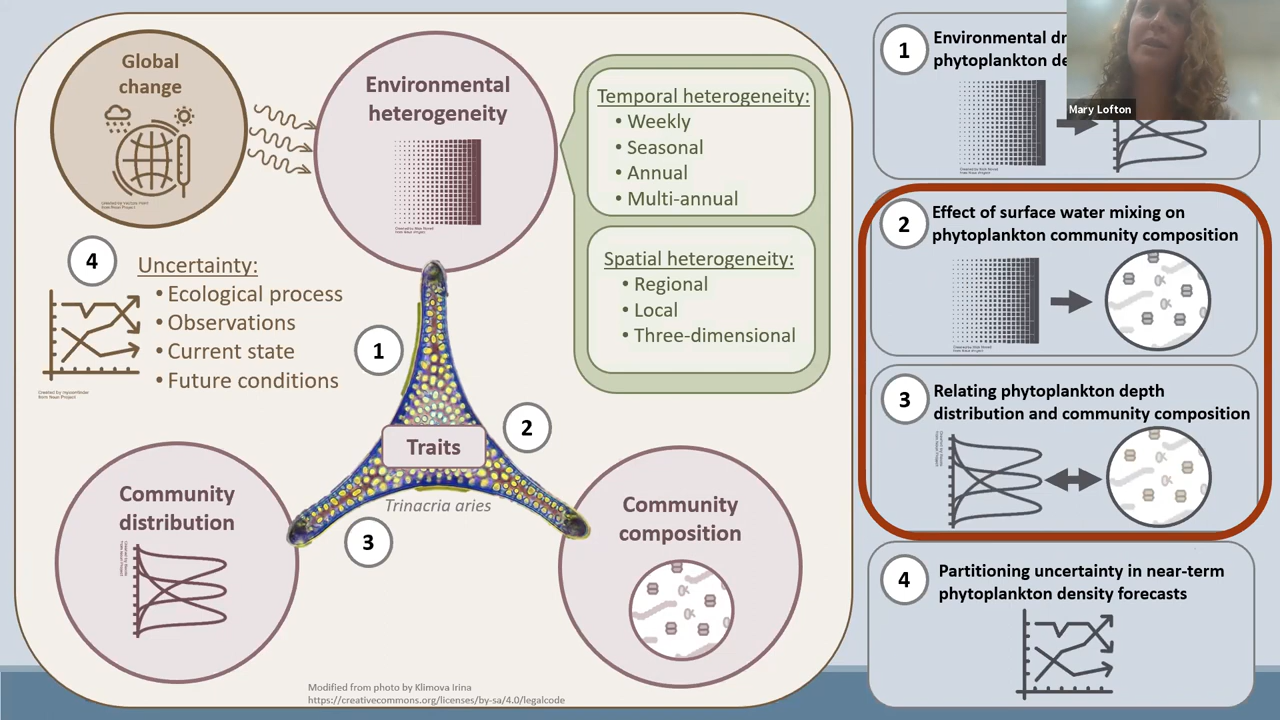 Global
change
Environmental
heterogeneity
Temporal heterogeneity:
• Weekly
• Seasonal
• Annual
• Multi-annual
Spatial heterogeneity:
• Regional
• Local
• Three-dimensional
4
Uncertainty:
• Ecological process
• Observations
• Current state
• Future conditions
1
2
3
Traits
Trinacria aries
Community
distribution
Community
composition
Modified from photo by Klimova Irina
https://creativecommons.org/licenses/by-sa/4.0/legalcode
1
Environmental
phytoplankton
Mary Lofton
2
Effect of surface water mixing on
phytoplankton community composition
3
Relating phytoplankton depth
distribution and community composition
4
Partitioning uncertainty in near-term
phytoplankton density forecasts